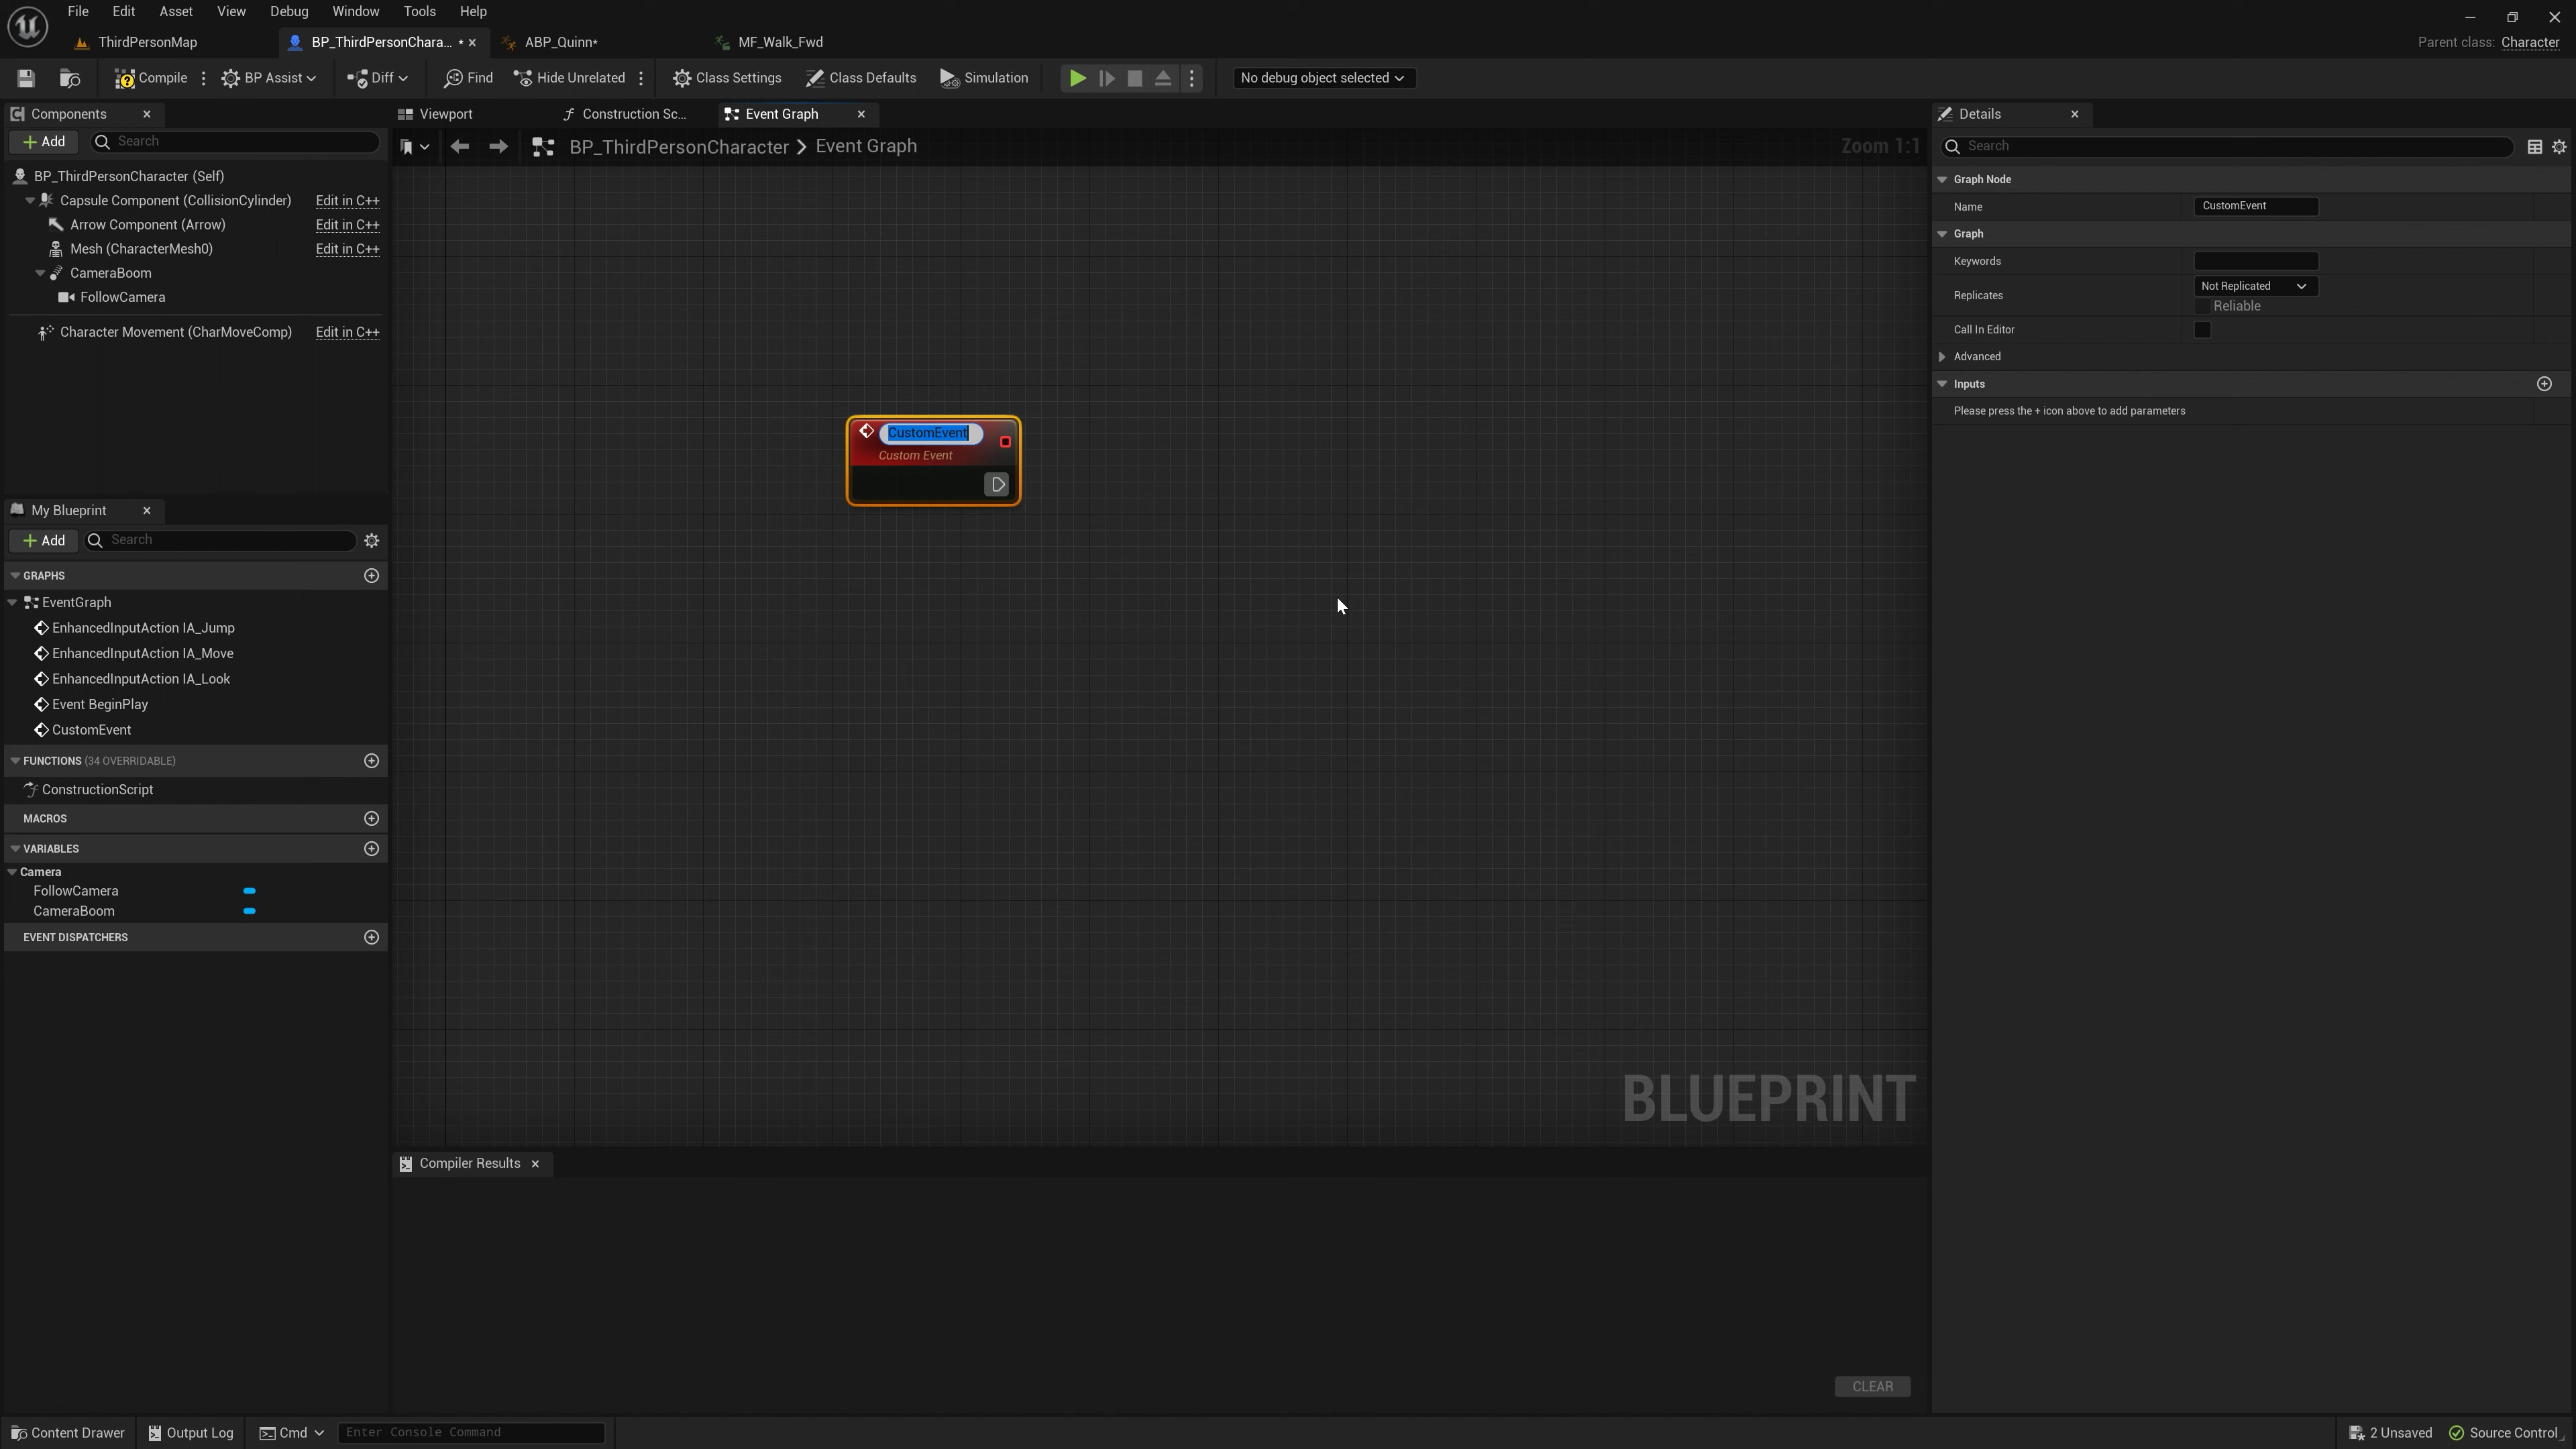 File Edit Asset View Debug Window Tools Help
ThirdPersonMap BP_ThirdPersonChara... * ABP_Quinn* MF_Walk_Fwd Parent class: Character
Compile BP Assist Diff Find Hide Unrelated Class Settings Class Defaults Simulation No debug object selected
Components
Add Search
BP_ThirdPersonCharacter (Self)
Capsule Component (CollisionCylinder) Edit in C++
Arrow Component (Arrow) Edit in C++
Mesh (CharacterMesh0) Edit in C++
CameraBoom
FollowCamera
Character Movement (CharMoveComp) Edit in C++
My Blueprint
Add Search
GRAPHS
EventGraph
EnhancedInputAction IA_Jump
EnhancedInputAction IA_Move
EnhancedInputAction IA_Look
Event BeginPlay
CustomEvent
FUNCTIONS (34 OVERRIDABLE)
ConstructionScript
MACROS
VARIABLES
Camera
FollowCamera
CameraBoom
EVENT DISPATCHERS
Viewport Construction Sc... Event Graph
BP_ThirdPersonCharacter > Event Graph Zoom 1:1
CustomEvent
Custom Event
BLUEPRINT
Compiler Results
CLEAR
Details
Search
Graph Node
Name CustomEvent
Graph
Keywords
Replicates Not Replicated
Reliable
Call In Editor
Advanced
Inputs
Please press the + icon above to add parameters
Content Drawer Output Log Cmd Enter Console Command 2 Unsaved Source Control